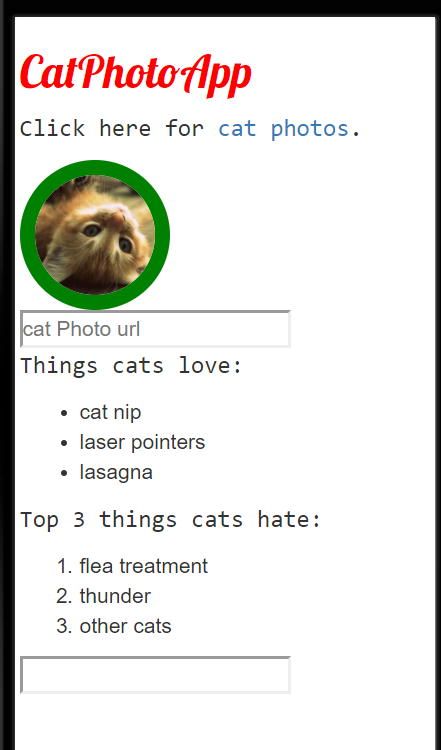 CatPhotoApp
Click here for cat photos.
cat Photo url
Things cats love:
• cat nip
• laser pointers
• lasagna
Top 3 things cats hate:
1. flea treatment
2. thunder
3. other cats